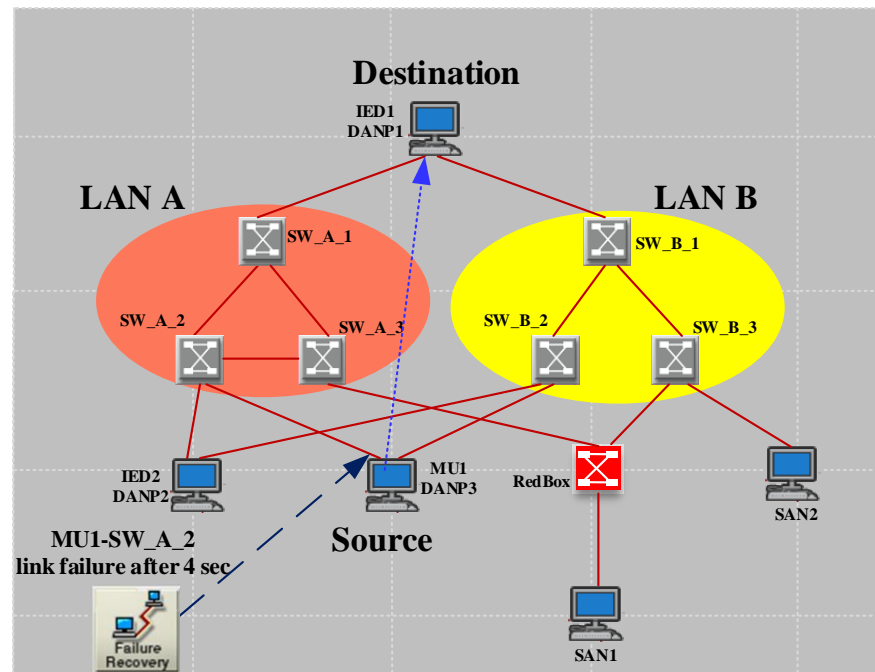 Destination
IED1
DANP1
LAN A
LAN B
SW_A_1
SW_B_1
SW_A_2
SW_A_3
SW_B_2
SW_B_3
IED2
DANP2
MU1
DANP3
RedBox
SAN2
Source
MU1-SW_A_2
link failure after 4 sec
Failure
Recovery
SAN1